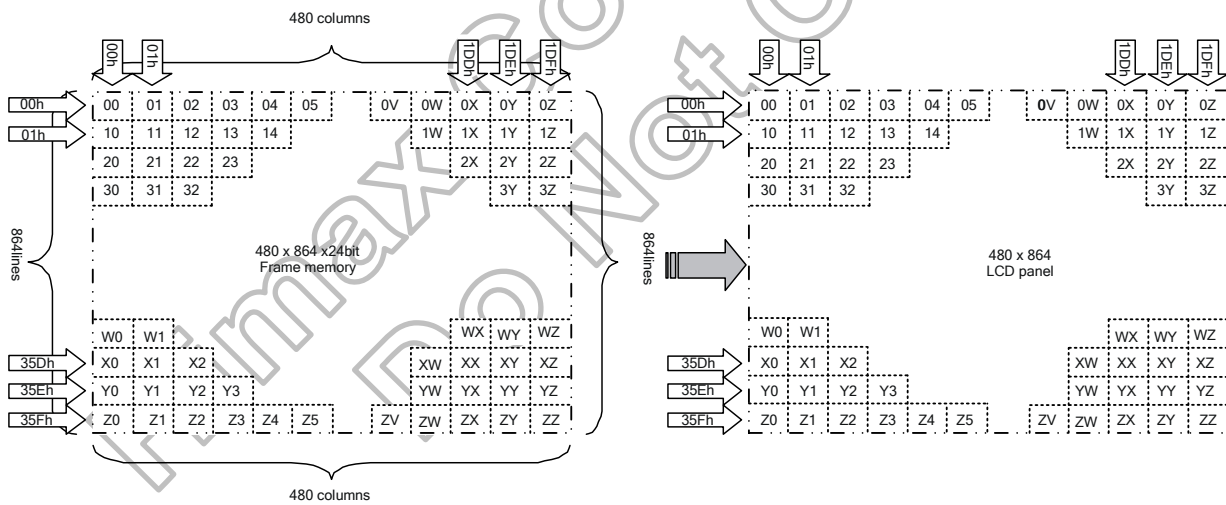 480 columns
00h 01h 1DDh 1DEh 1DFh 00h 01h 1DDh 1DEh 1DFh
00h 00 01 02 03 04 05 0V 0W 0X 0Y 0Z 00h 00 01 02 03 04 05 0V 0W 0X 0Y 0Z
01h 10 11 12 13 14 1W 1X 1Y 1Z 01h 10 11 12 13 14 1W 1X 1Y 1Z
20 21 22 23 2X 2Y 2Z 20 21 22 23 2X 2Y 2Z
30 31 32 3Y 3Z 30 31 32 3Y 3Z
864lines 480 x 864 x24bit 864lines 480 x 864
Frame memory LCD panel
W0 W1 WX WY WZ W0 W1 WX WY WZ
35Dh X0 X1 X2 XW XX XY XZ 35Dh X0 X1 X2 XW XX XY XZ
35Eh Y0 Y1 Y2 Y3 YW YX YY YZ 35Eh Y0 Y1 Y2 Y3 YW YX YY YZ
35Fh Z0 Z1 Z2 Z3 Z4 Z5 ZV ZW ZX ZY ZZ 35Fh Z0 Z1 Z2 Z3 Z4 Z5 ZV ZW ZX ZY ZZ
480 columns
Himax Co
Do Not